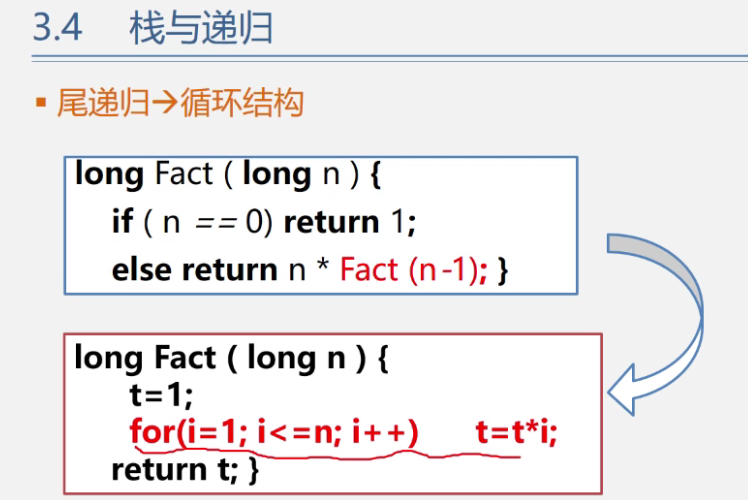 3.4 栈与递归
▪ 尾递归→循环结构
long Fact ( long n ) {
if ( n == 0) return 1;
else return n * Fact (n-1); }
long Fact ( long n ) {
t=1;
for(i=1; i<=n; i++) t=t*i;
return t; }